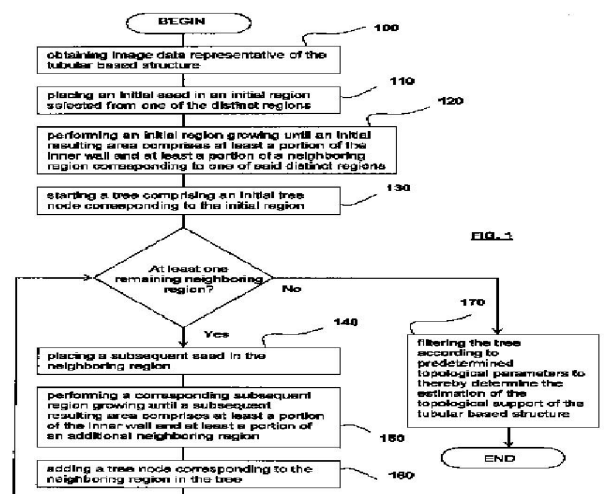 BEGIN
100
obtaining image data representative of the
tubular based structure
110
placing an initial seed in an initial region
selected from one of the distinct regions
120
performing an initial region growing until an initial
resulting area comprises at least a portion of the
inner wall and at least a portion of a neighboring
region corresponding to one of said distinct regions
130
starting a tree comprising an initial tree
node corresponding to the initial region
FIG. 1
At least one
remaining neighboring
region?
No
Yes
140
placing a subsequent seed in the
neighboring region
performing a corresponding subsequent
region growing until a subsequent
resulting area comprises at least a portion
of the inner wall and at least a portion of
an additional neighboring region
150
adding a tree node corresponding to the
neighboring region in the tree
160
170
filtering the tree
according to
predetermined
topological parameters to
thereby determine the
estimation of the
topological support of the
tubular based structure
END